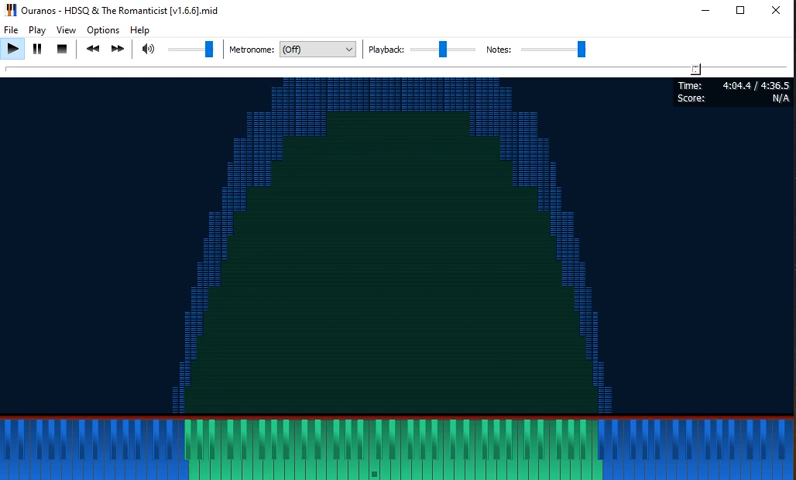 Ouranos - HDSQ & The Romanticist [v1.6.6].mid
File Play View Options Help
Metronome: (Off) Playback: Notes:
Time: 4:04.4 / 4:36.5
Score: N/A